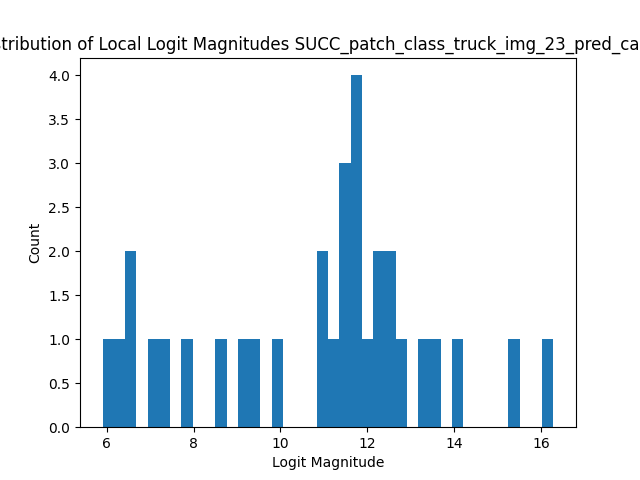 tribution of Local Logit Magnitudes SUCC_patch_class_truck_img_23_pred_ca
4.0
3.5
3.0
2.5
2.0
1.5
1.0
0.5
0.0
Count
6 8 10 12 14 16
Logit Magnitude